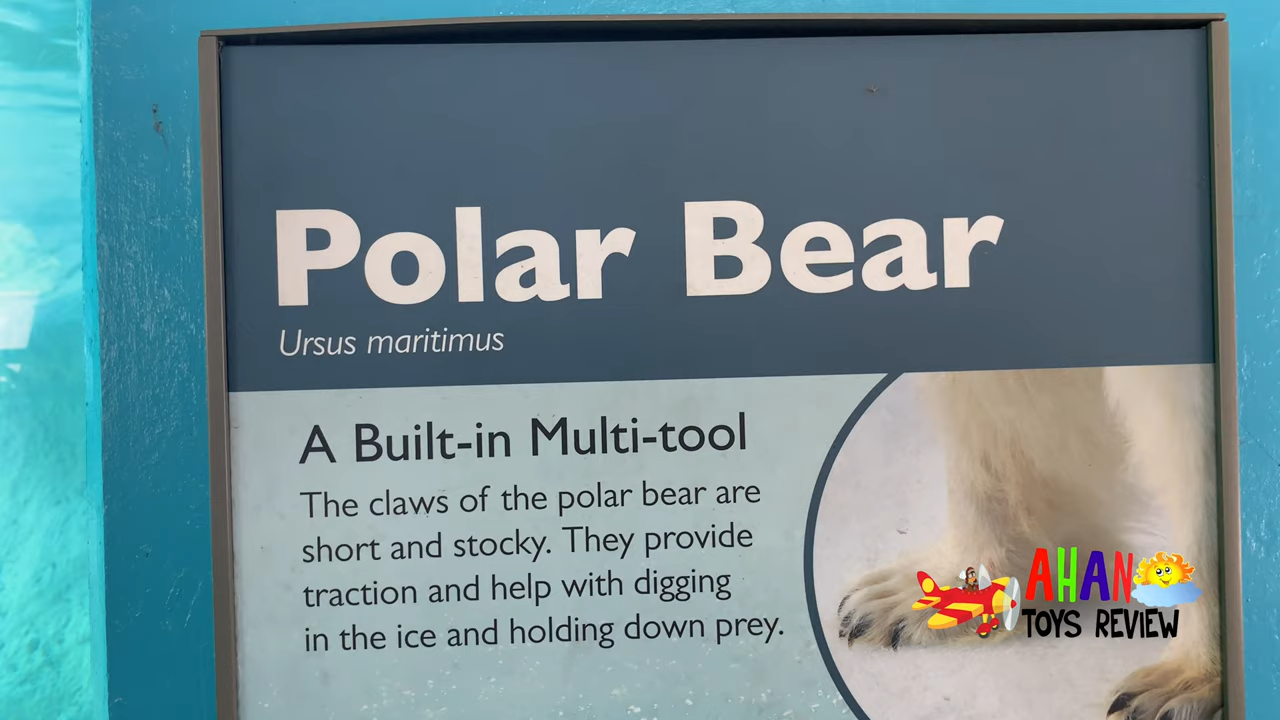 Polar Bear
Ursus maritimus
A Built-in Multi-tool
The claws of the polar bear are
short and stocky. They provide
traction and help with digging
in the ice and holding down prey.
AHAN
TOYS REVIEW